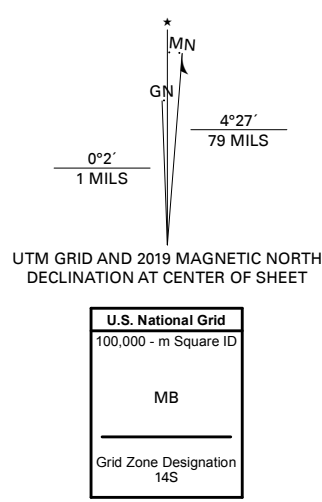 ★
MN
GN
4°27´
79 MILS
0°2´
1 MILS
UTM GRID AND 2019 MAGNETIC NORTH
DECLINATION AT CENTER OF SHEET
U.S. National Grid
100,000 - m Square ID
MB
Grid Zone Designation
14S